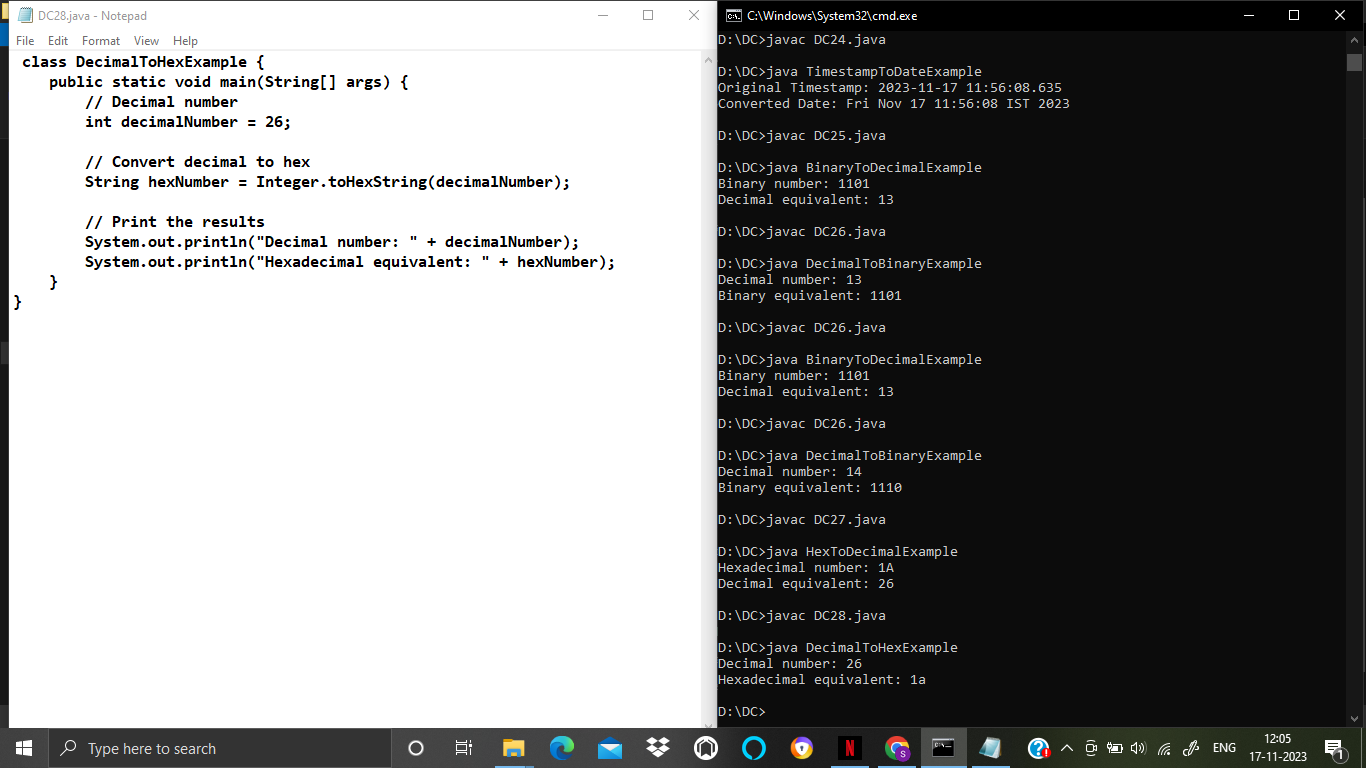 DC28.java - Notepad
File Edit Format View Help
class DecimalToHexExample {
public static void main(String[] args) {
// Decimal number
int decimalNumber = 26;
// Convert decimal to hex
String hexNumber = Integer.toHexString(decimalNumber);
// Print the results
System.out.println("Decimal number: " + decimalNumber);
System.out.println("Hexadecimal equivalent: " + hexNumber);
}
}
C:\Windows\System32\cmd.exe
D:\DC>javac DC24.java
D:\DC>java TimestampToDateExample
Original Timestamp: 2023-11-17 11:56:08.635
Converted Date: Fri Nov 17 11:56:08 IST 2023
D:\DC>javac DC25.java
D:\DC>java BinaryToDecimalExample
Binary number: 1101
Decimal equivalent: 13
D:\DC>javac DC26.java
D:\DC>java DecimalToBinaryExample
Decimal number: 13
Binary equivalent: 1101
D:\DC>javac DC26.java
D:\DC>java BinaryToDecimalExample
Binary number: 1101
Decimal equivalent: 13
D:\DC>javac DC26.java
D:\DC>java DecimalToBinaryExample
Decimal number: 14
Binary equivalent: 1110
D:\DC>javac DC27.java
D:\DC>java HexToDecimalExample
Hexadecimal number: 1A
Decimal equivalent: 26
D:\DC>javac DC28.java
D:\DC>java DecimalToHexExample
Decimal number: 26
Hexadecimal equivalent: 1a
D:\DC>
Type here to search
ENG
12:05
17-11-2023
1